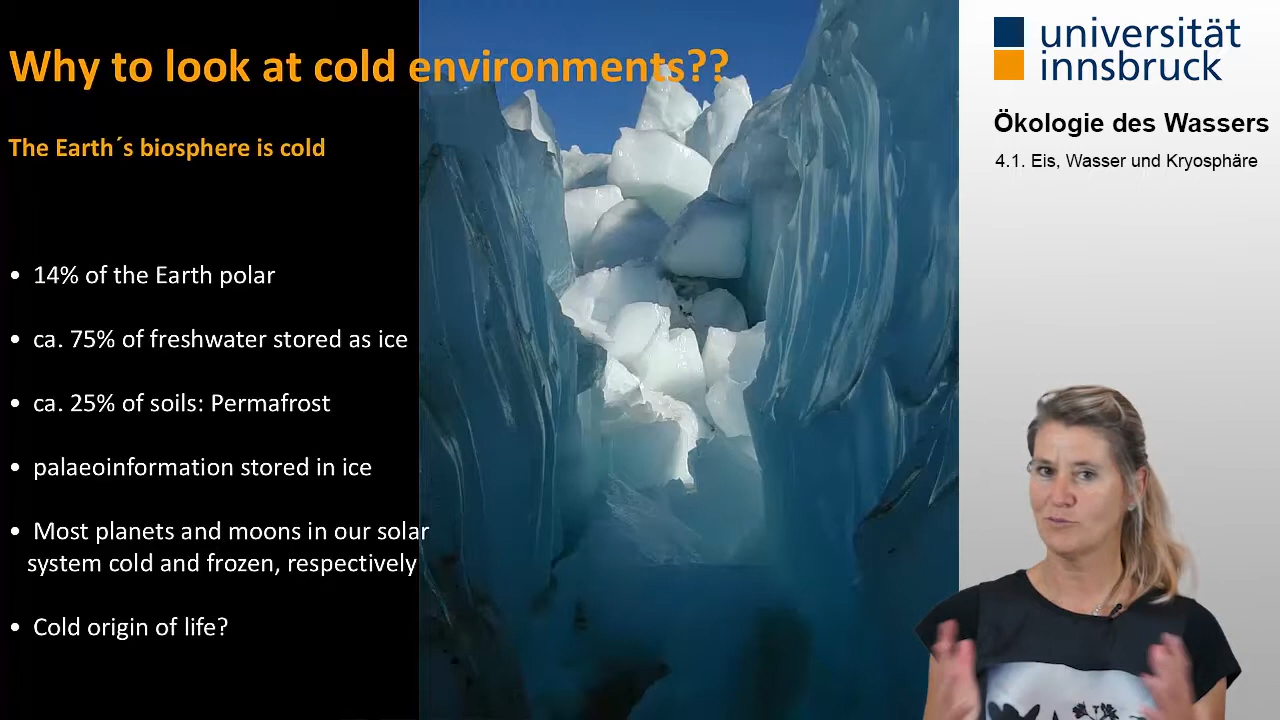 Why to look at cold environments??
The Earth´s biosphere is cold
• 14% of the Earth polar
• ca. 75% of freshwater stored as ice
• ca. 25% of soils: Permafrost
• palaeoinformation stored in ice
• Most planets and moons in our solar
system cold and frozen, respectively
• Cold origin of life?
universität
innsbruck
Ökologie des Wassers
4.1. Eis, Wasser und Kryosphäre